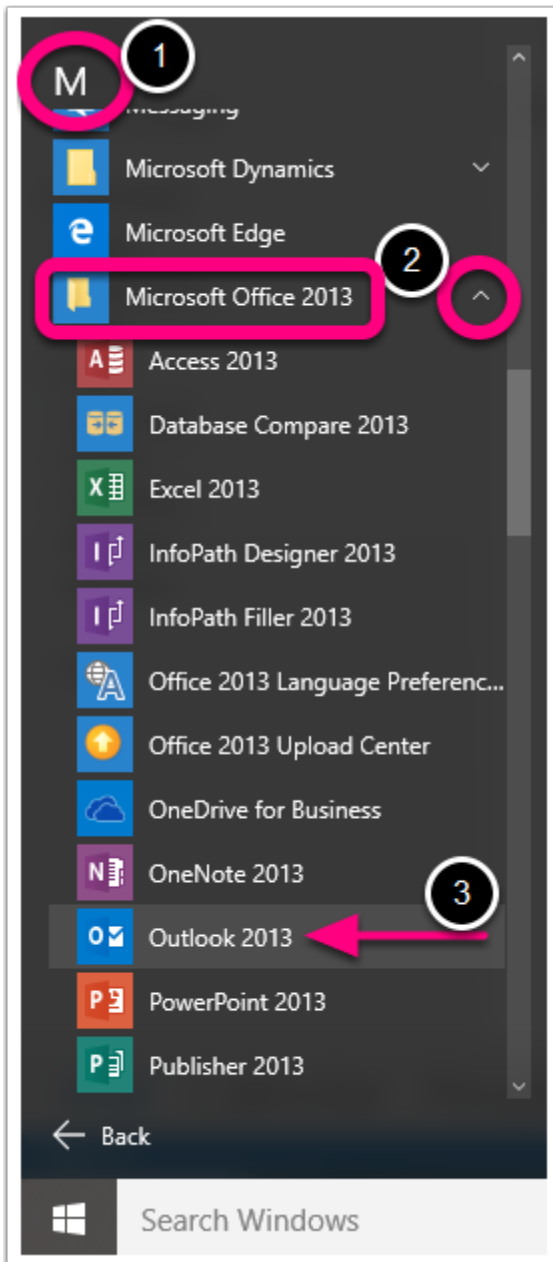 1
M
Messaging
Microsoft Dynamics
Microsoft Edge
2
Microsoft Office 2013
Access 2013
Database Compare 2013
Excel 2013
InfoPath Designer 2013
InfoPath Filler 2013
Office 2013 Language Preferenc...
Office 2013 Upload Center
OneDrive for Business
OneNote 2013
3
Outlook 2013
PowerPoint 2013
Publisher 2013
Back
Search Windows